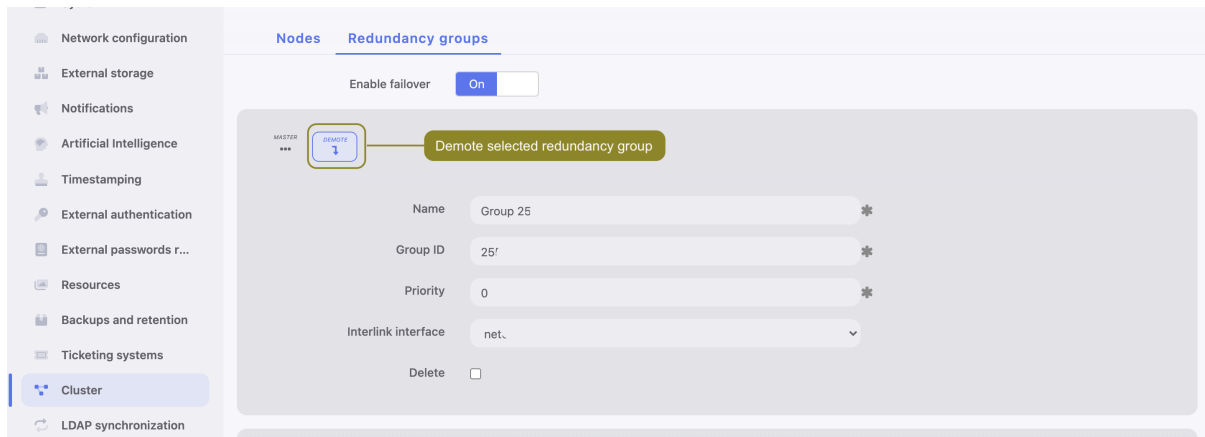 Network configuration
External storage
Notifications
Artificial Intelligence
Timestamping
External authentication
External passwords r...
Resources
Backups and retention
Ticketing systems
Cluster
LDAP synchronization
Nodes Redundancy groups
Enable failover On
MASTER DEMOTE
Demote selected redundancy group
Name Group 25
Group ID
Priority 0
Interlink interface
Delete